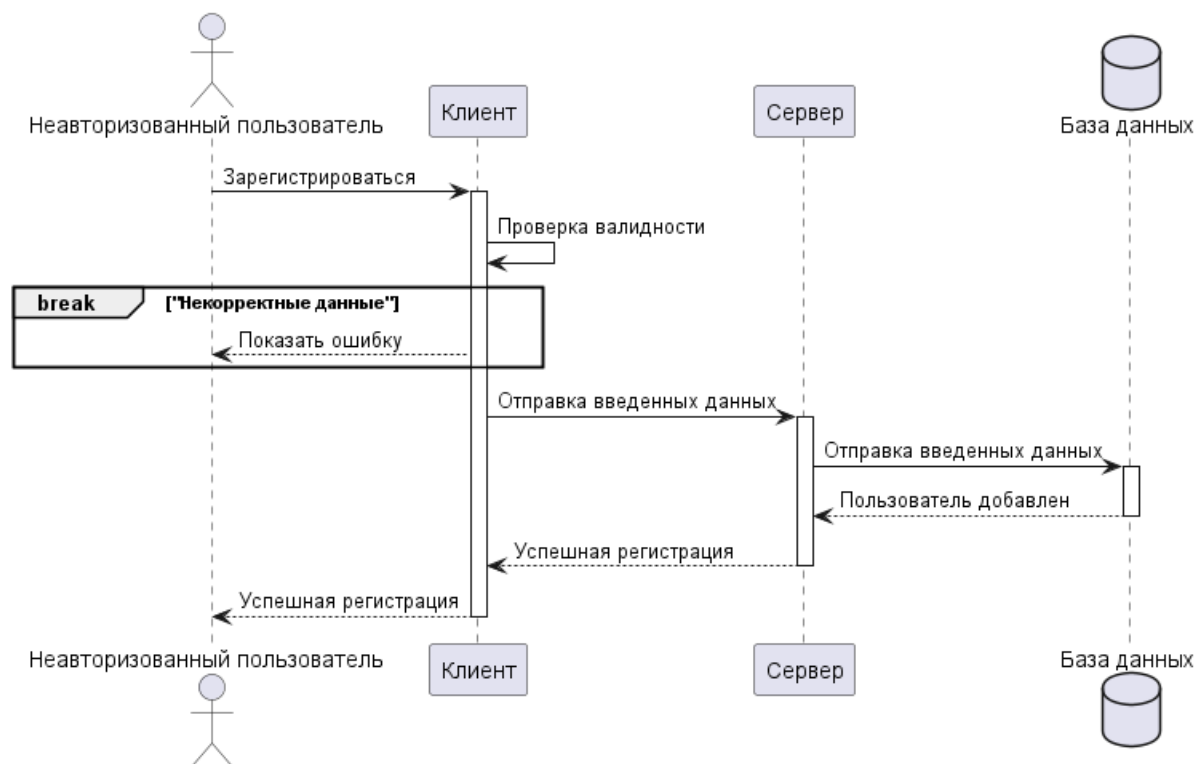 Неавторизованный пользователь
Клиент
Сервер
База данных
Зарегистрироваться
Проверка валидности
break
["Некорректные данные"]
Показать ошибку
Отправка введенных данных
Отправка введенных данных
Пользователь добавлен
Успешная регистрация
Успешная регистрация
Неавторизованный пользователь
Клиент
Сервер
База данных